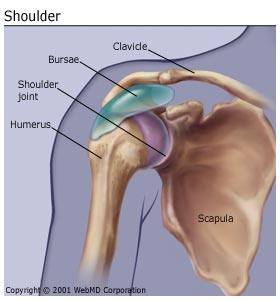 Shoulder
Clavicle
Bursae
Shoulder
joint
Humerus
Scapula
Copyright © 2001 WebMD Corporation